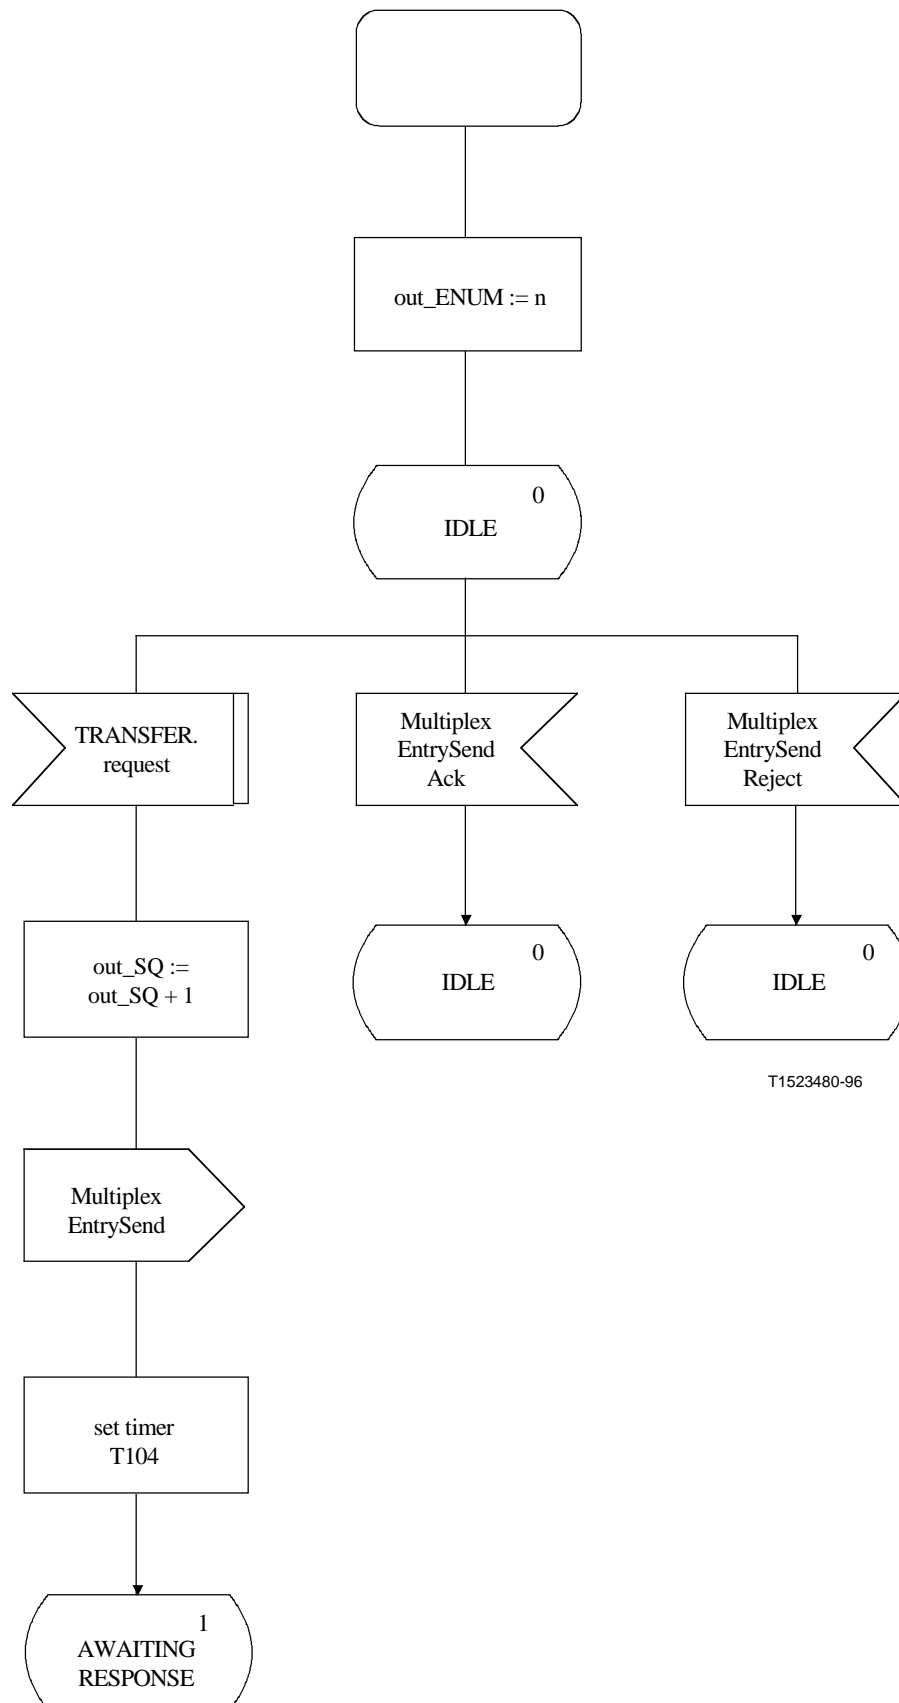 out_ENUM := n
0
IDLE
TRANSFER.
request
Multiplex
EntrySend
Ack
Multiplex
EntrySend
Reject
out_SQ :=
out_SQ + 1
0
IDLE
0
IDLE
T1523480-96
Multiplex
EntrySend
set timer
T104
1
AWAITING
RESPONSE